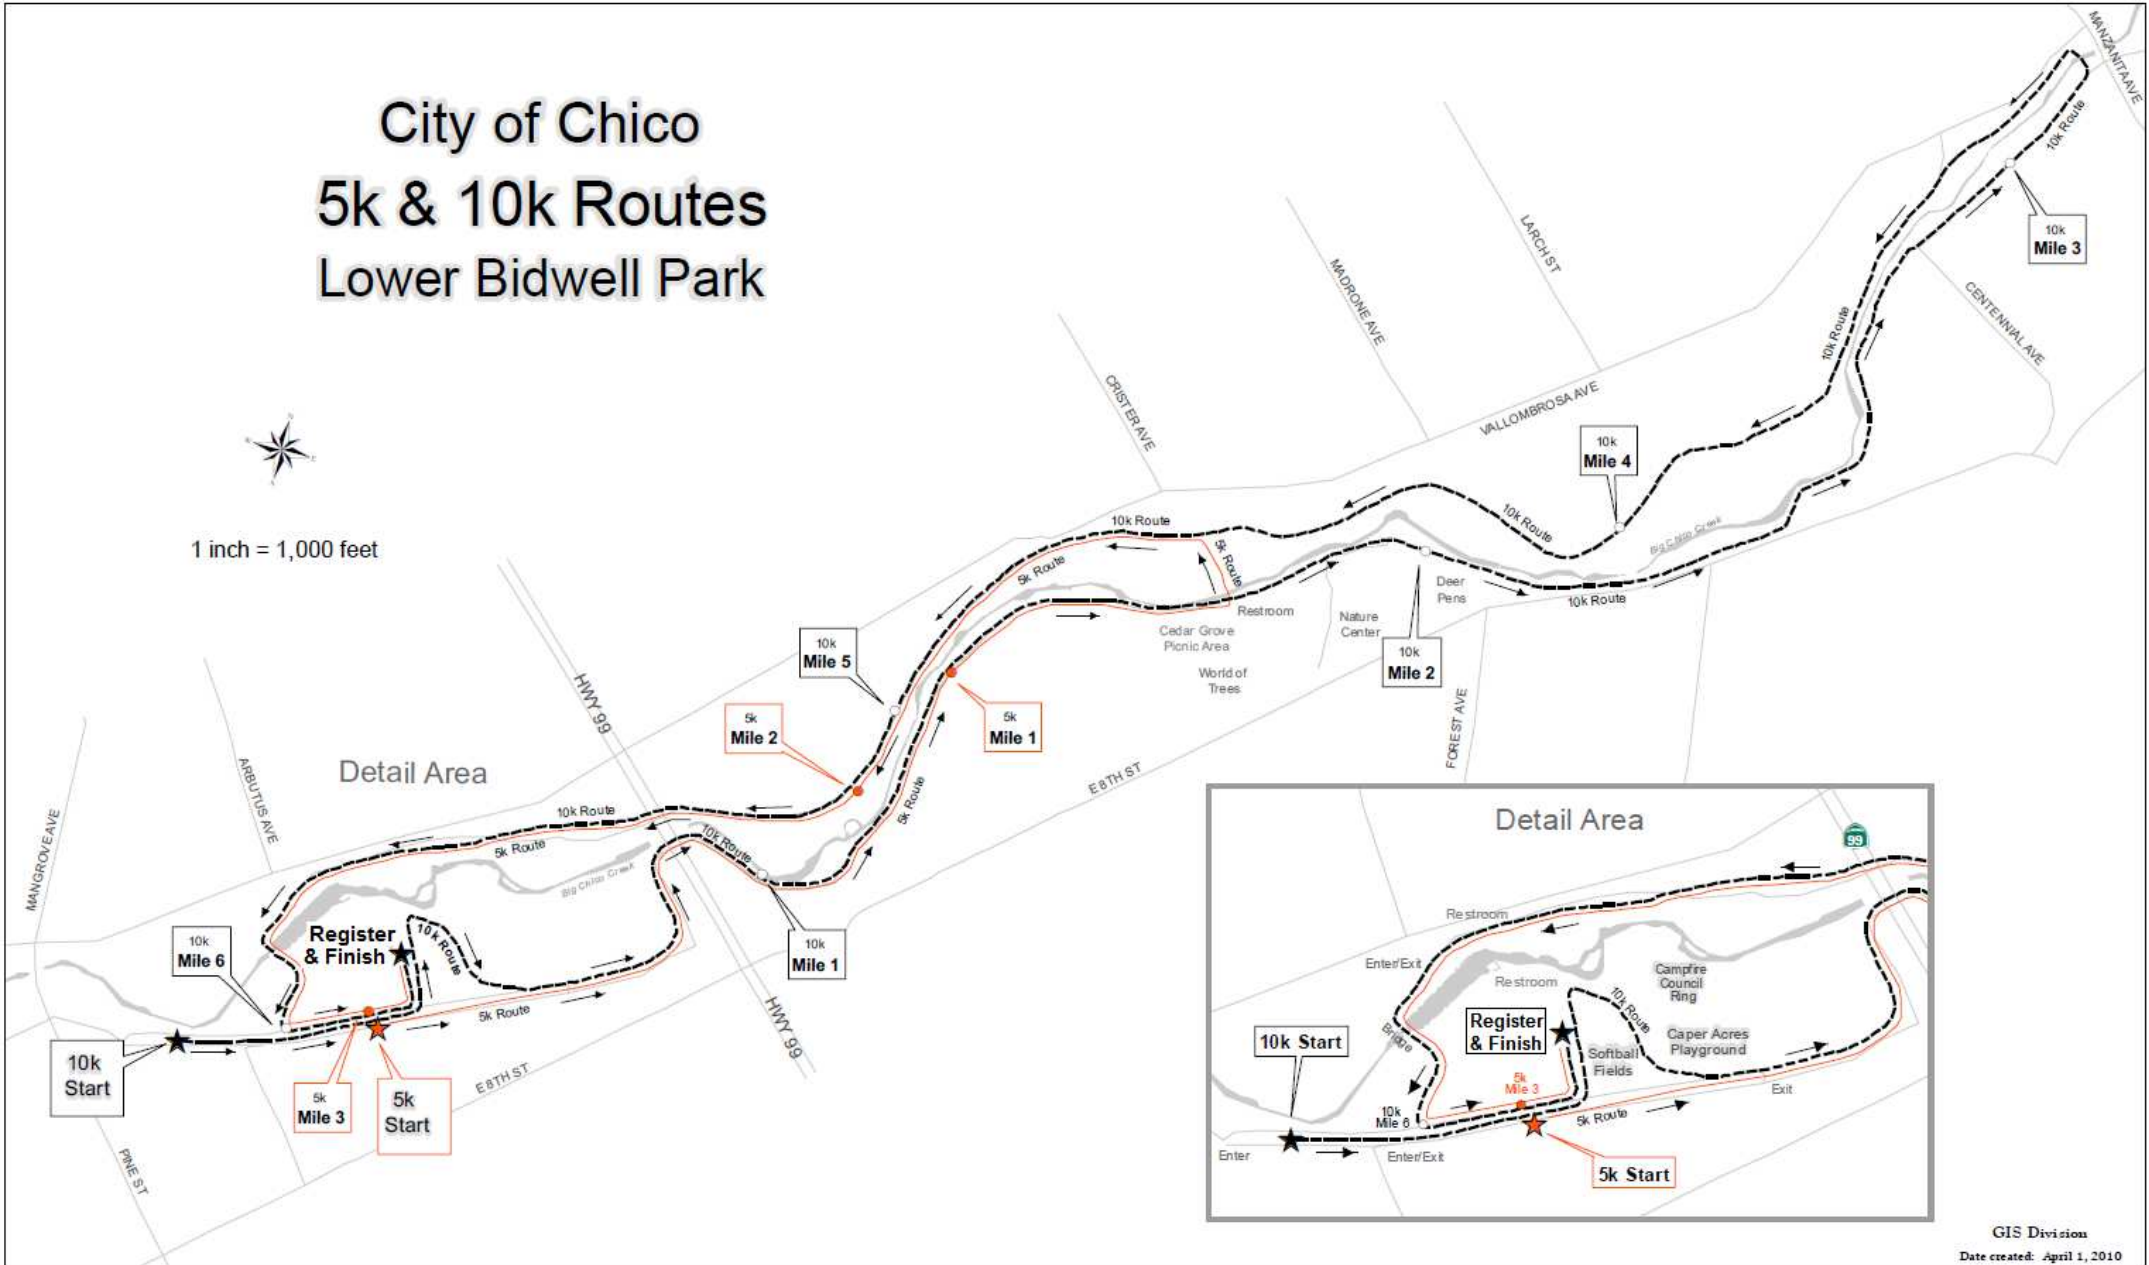 City of Chico
5k & 10k Routes
Lower Bidwell Park
1 inch = 1,000 feet
MANZANITA AVE
10k Route
10k
Mile 3
CENTENNIAL AVE
LARCH ST
MADRONE AVE
CRISTER AVE
VALLOMBROSA AVE
10k Route
10k
Mile 4
10k Route
Big Chico Creek
10k Route
10k Route
5k Route
5k Route
Restroom
Cedar Grove
Picnic Area
World of
Trees
Nature
Center
Deer
Pens
10k
Mile 2
FOREST AVE
10k
Mile 5
5k
Mile 2
5k
Mile 1
5k Route
E 8TH ST
HWY 99
Detail Area
ARBUTUS AVE
MANGROVE AVE
10k Route
5k Route
10k Route
Big Chico Creek
10k
Mile 1
10k
Mile 6
Register
& Finish
10k Route
5k Route
HWY 99
10k
Start
5k
Mile 3
5k
Start
E 8TH ST
PINE ST
Detail Area
99
Restroom
Enter/Exit
Restroom
Campfire
Council
Ring
10k Route
Bridge
Register
& Finish
Caper Acres
Playground
Softball
Fields
10k Start
5k
Mile 3
Exit
10k
Mile 6
5k Route
Enter
Enter/Exit
5k Start
GIS Division
Date created: April 1, 2010